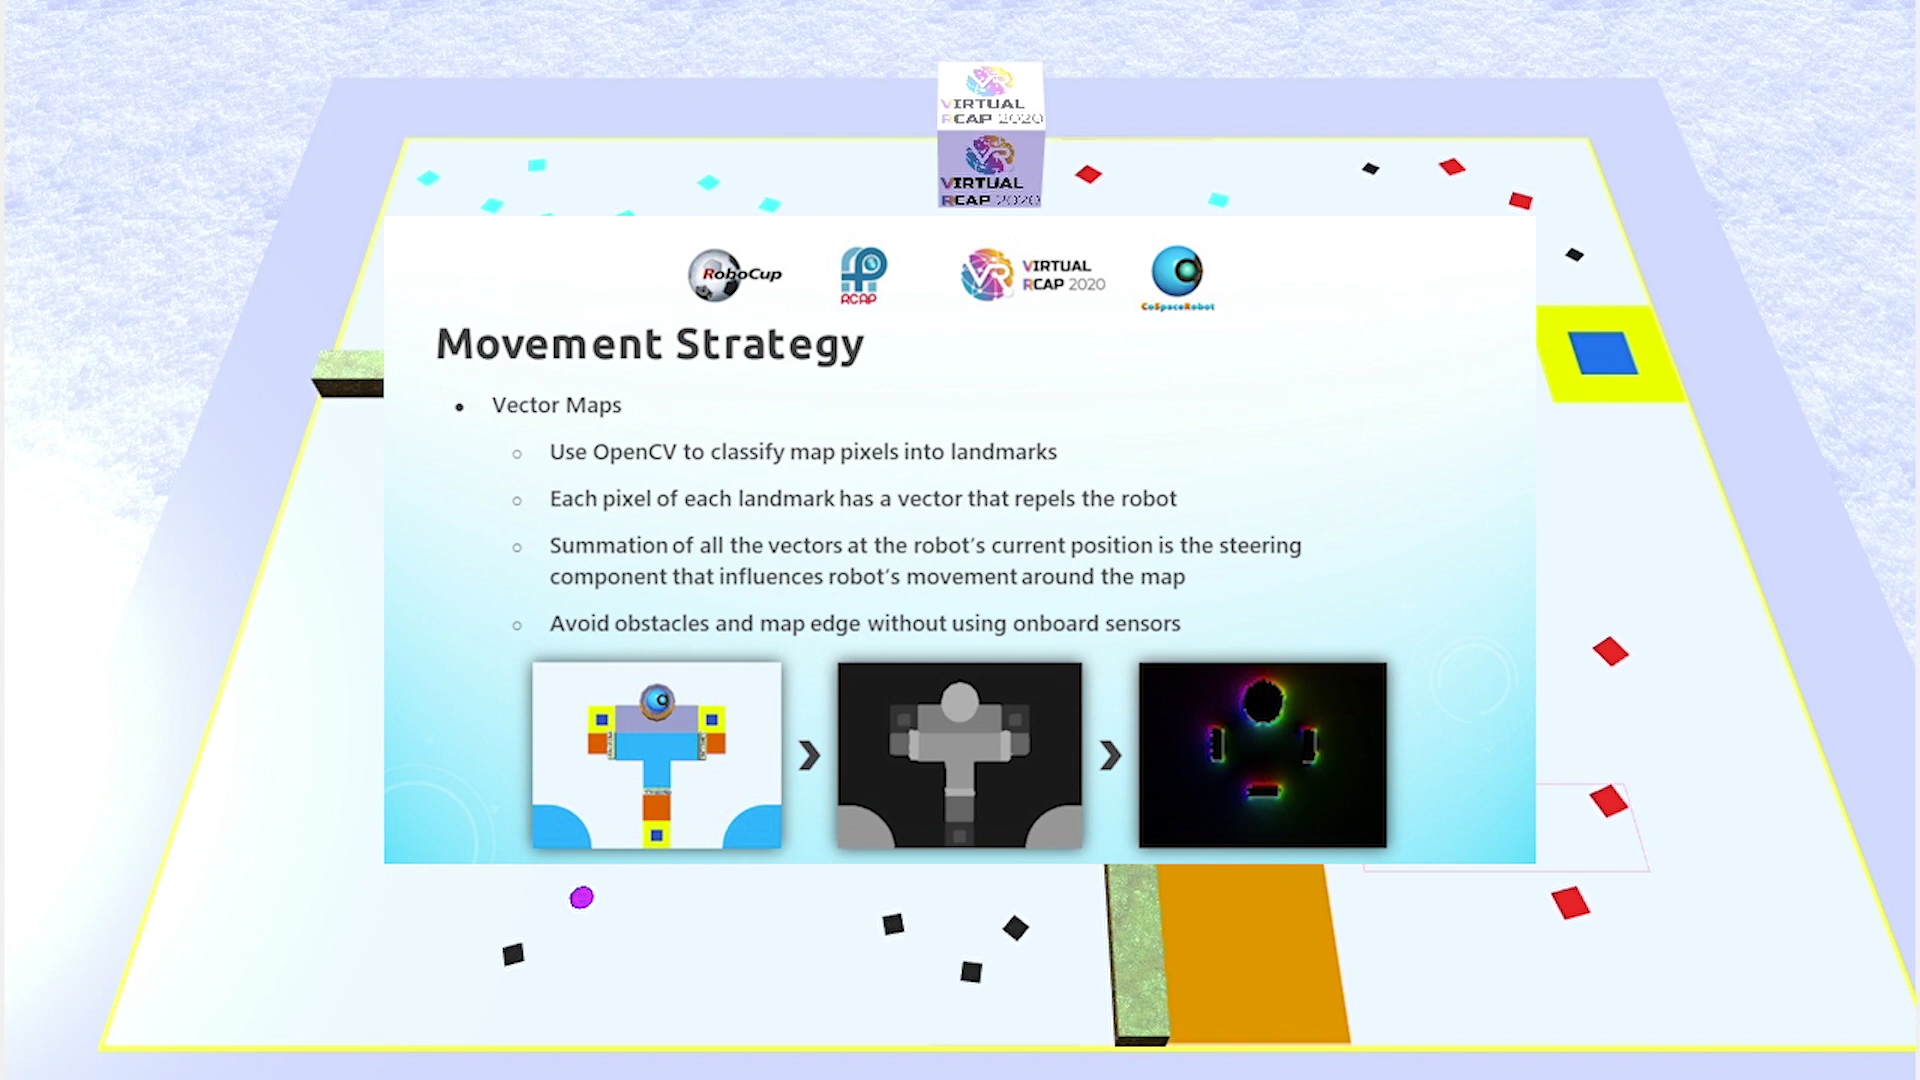 VIRTUAL
RCAP 2020
VIRTUAL
RCAP 2020
RoboCup
RCAP
VIRTUAL
RCAP 2020
CoSpaceRobot
Movement Strategy
Vector Maps
Use OpenCV to classify map pixels into landmarks
Each pixel of each landmark has a vector that repels the robot
Summation of all the vectors at the robot's current position is the steering
component that influences robot's movement around the map
Avoid obstacles and map edge without using onboard sensors